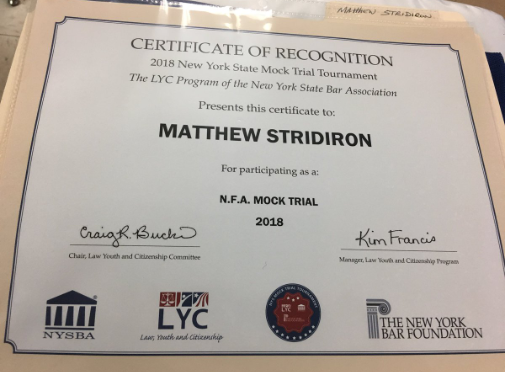 MATTHEW STRIDIRON
CERTIFICATE OF RECOGNITION
2018 New York State Mock Trial Tournament
The LYC Program of the New York State Bar Association
Presents this certificate to:
MATTHEW STRIDIRON
For participating as a:
N.F.A. MOCK TRIAL
2018
Craig R. Bucki
Kim Francis
Chair, Law Youth and Citizenship Committee
Manager, Law Youth and Citizenship Program
NYSBA
LYC
Law, Youth and Citizenship
LYC
THE NEW YORK
BAR FOUNDATION